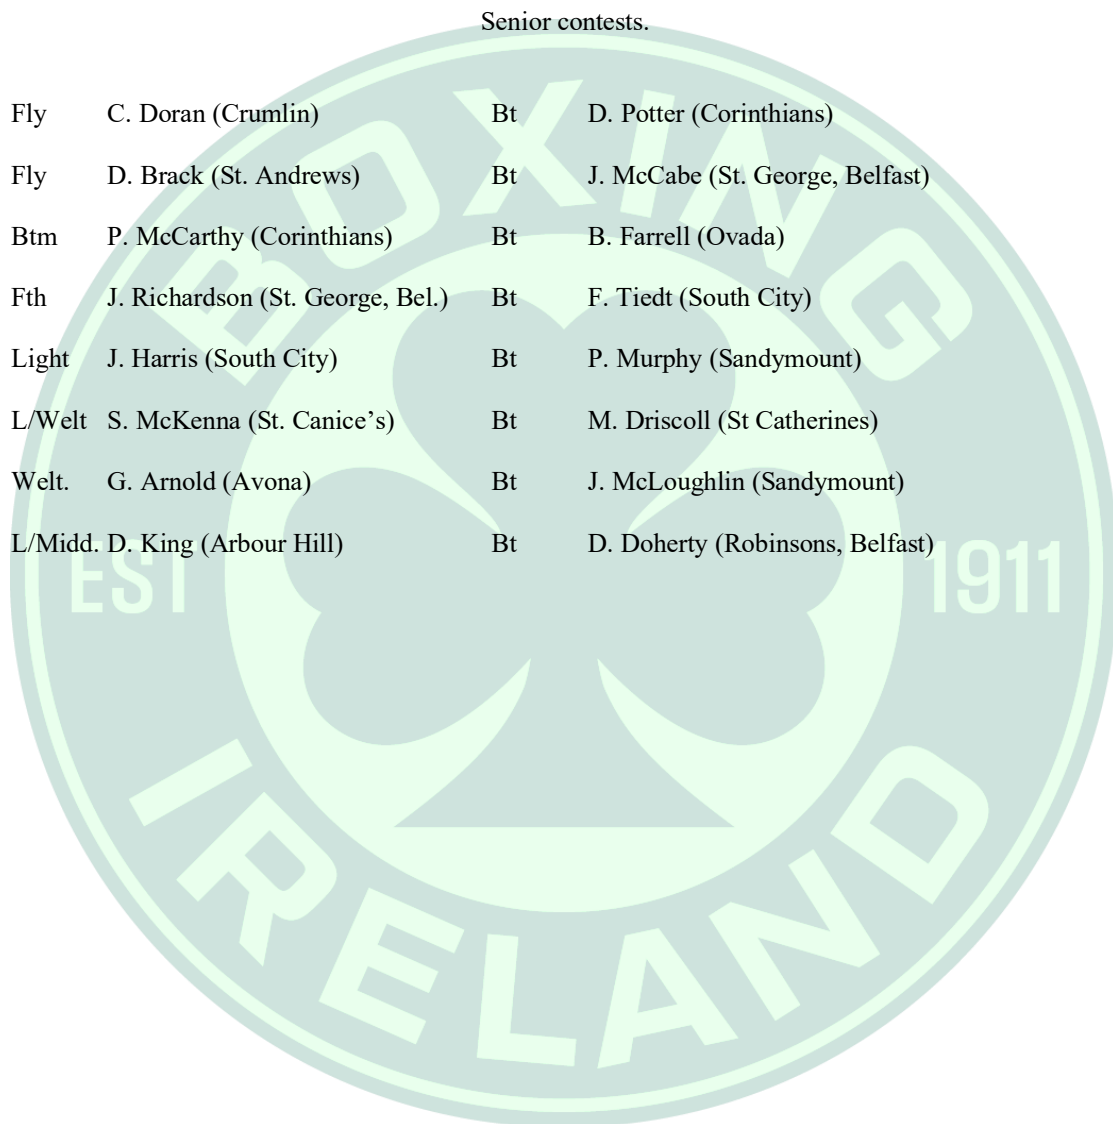 Senior contests.
Fly C. Doran (Crumlin) Bt D. Potter (Corinthians)
Fly D. Brack (St. Andrews) Bt J. McCabe (St. George, Belfast)
Btm P. McCarthy (Corinthians) Bt B. Farrell (Ovada)
Fth J. Richardson (St. George, Bel.) Bt F. Tiedt (South City)
Light J. Harris (South City) Bt P. Murphy (Sandymount)
L/Welt S. McKenna (St. Canice’s) Bt M. Driscoll (St Catherines)
Welt. G. Arnold (Avona) Bt J. McLoughlin (Sandymount)
L/Midd. D. King (Arbour Hill) Bt D. Doherty (Robinsons, Belfast)
BOXING
EST 1911
IRELAND